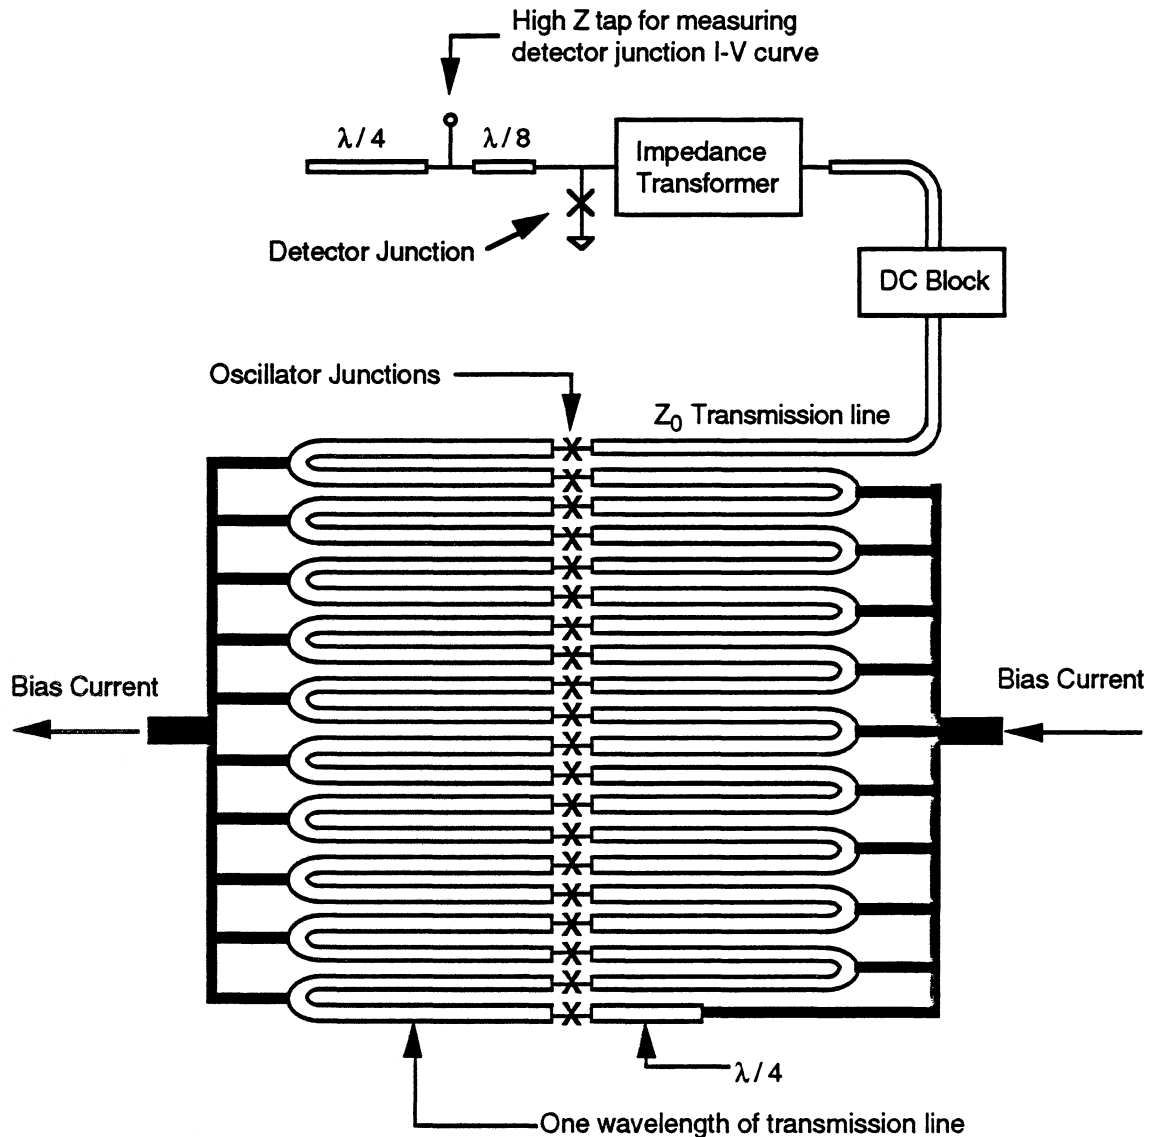 High Z tap for measuring
detector junction I-V curve
λ / 4
λ / 8
Impedance
Transformer
Detector Junction
DC Block
Oscillator Junctions
Z0 Transmission line
Bias Current
Bias Current
λ / 4
One wavelength of transmission line